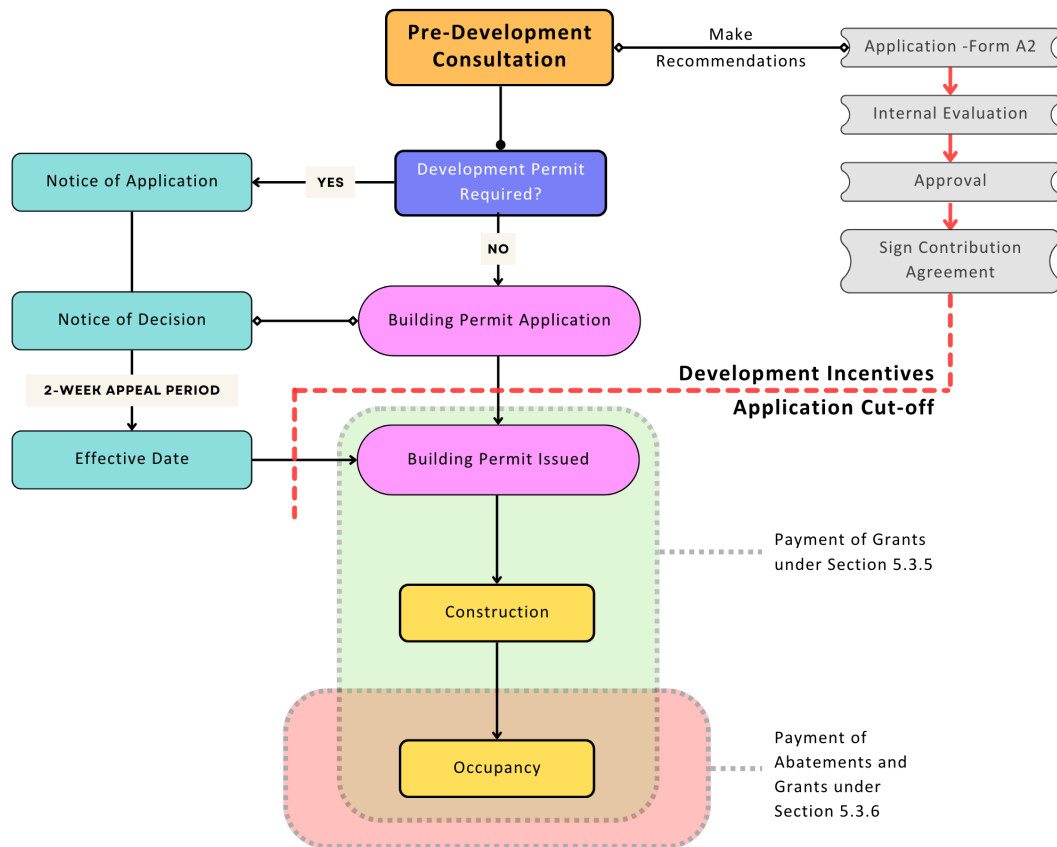 Pre-Development
Consultation
Make
Recommendations
Application -Form A2
Internal Evaluation
Approval
Sign Contribution
Agreement
Development Permit
Required?
YES
NO
Notice of Application
Notice of Decision
2-WEEK APPEAL PERIOD
Effective Date
Building Permit Application
Development Incentives
Application Cut-off
Building Permit Issued
Construction
Occupancy
Payment of Grants
under Section 5.3.5
Payment of
Abatements and
Grants under
Section 5.3.6